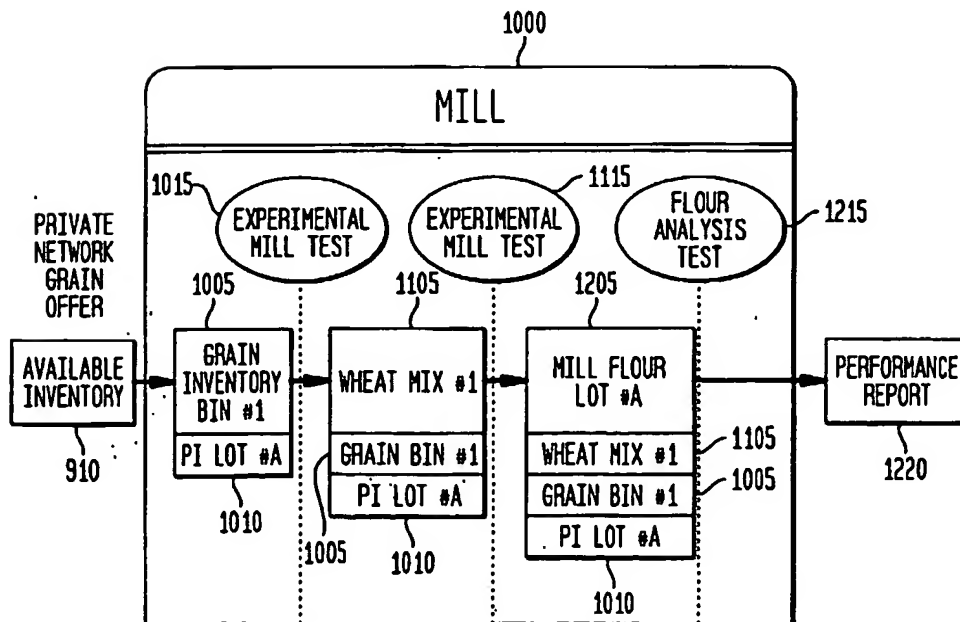 1000
MILL
1015
EXPERIMENTAL
MILL TEST
1115
EXPERIMENTAL
MILL TEST
FLOUR
ANALYSIS
TEST
1215
PRIVATE
NETWORK
GRAIN
OFFER
1005
1105
1205
AVAILABLE
INVENTORY
910
GRAIN
INVENTORY
BIN #1
PI LOT #A
1010
WHEAT MIX #1
GRAIN BIN #1
PI LOT #A
1005
1010
MILL FLOUR
LOT #A
WHEAT MIX #1
GRAIN BIN #1
PI LOT #A
1105
1005
1010
PERFORMANCE
REPORT
1220